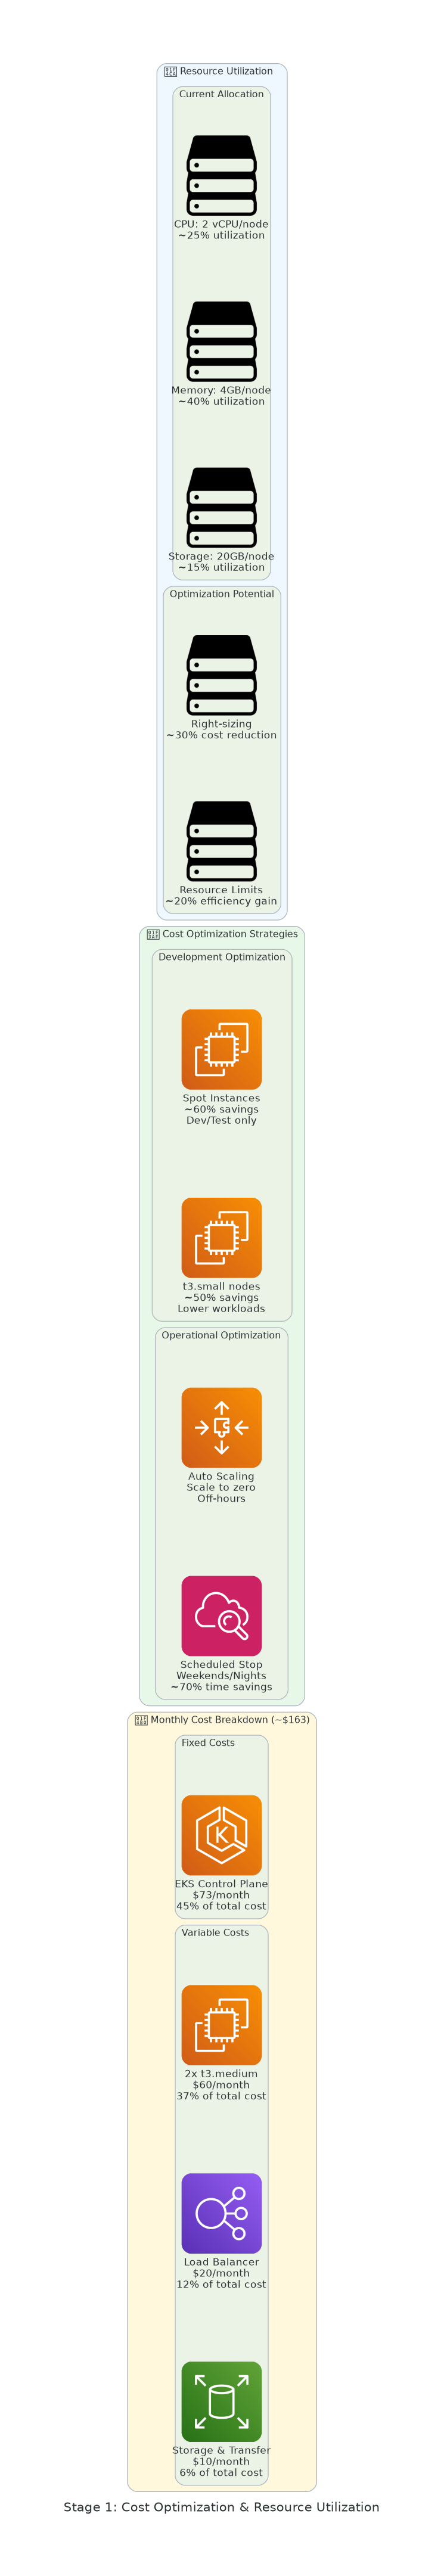 Resource Utilization
Current Allocation
CPU: 2 vCPU/node
~25% utilization
Memory: 4GB/node
~40% utilization
Storage: 20GB/node
~15% utilization
Optimization Potential
Right-sizing
~30% cost reduction
Resource Limits
~20% efficiency gain
Cost Optimization Strategies
Development Optimization
Spot Instances
~60% savings
Dev/Test only
t3.small nodes
~50% savings
Lower workloads
Operational Optimization
Auto Scaling
Scale to zero
Off-hours
Scheduled Stop
Weekends/Nights
~70% time savings
Monthly Cost Breakdown (~$163)
Fixed Costs
EKS Control Plane
$73/month
45% of total cost
Variable Costs
2x t3.medium
$60/month
37% of total cost
Load Balancer
$20/month
12% of total cost
Storage & Transfer
$10/month
6% of total cost
Stage 1: Cost Optimization & Resource Utilization